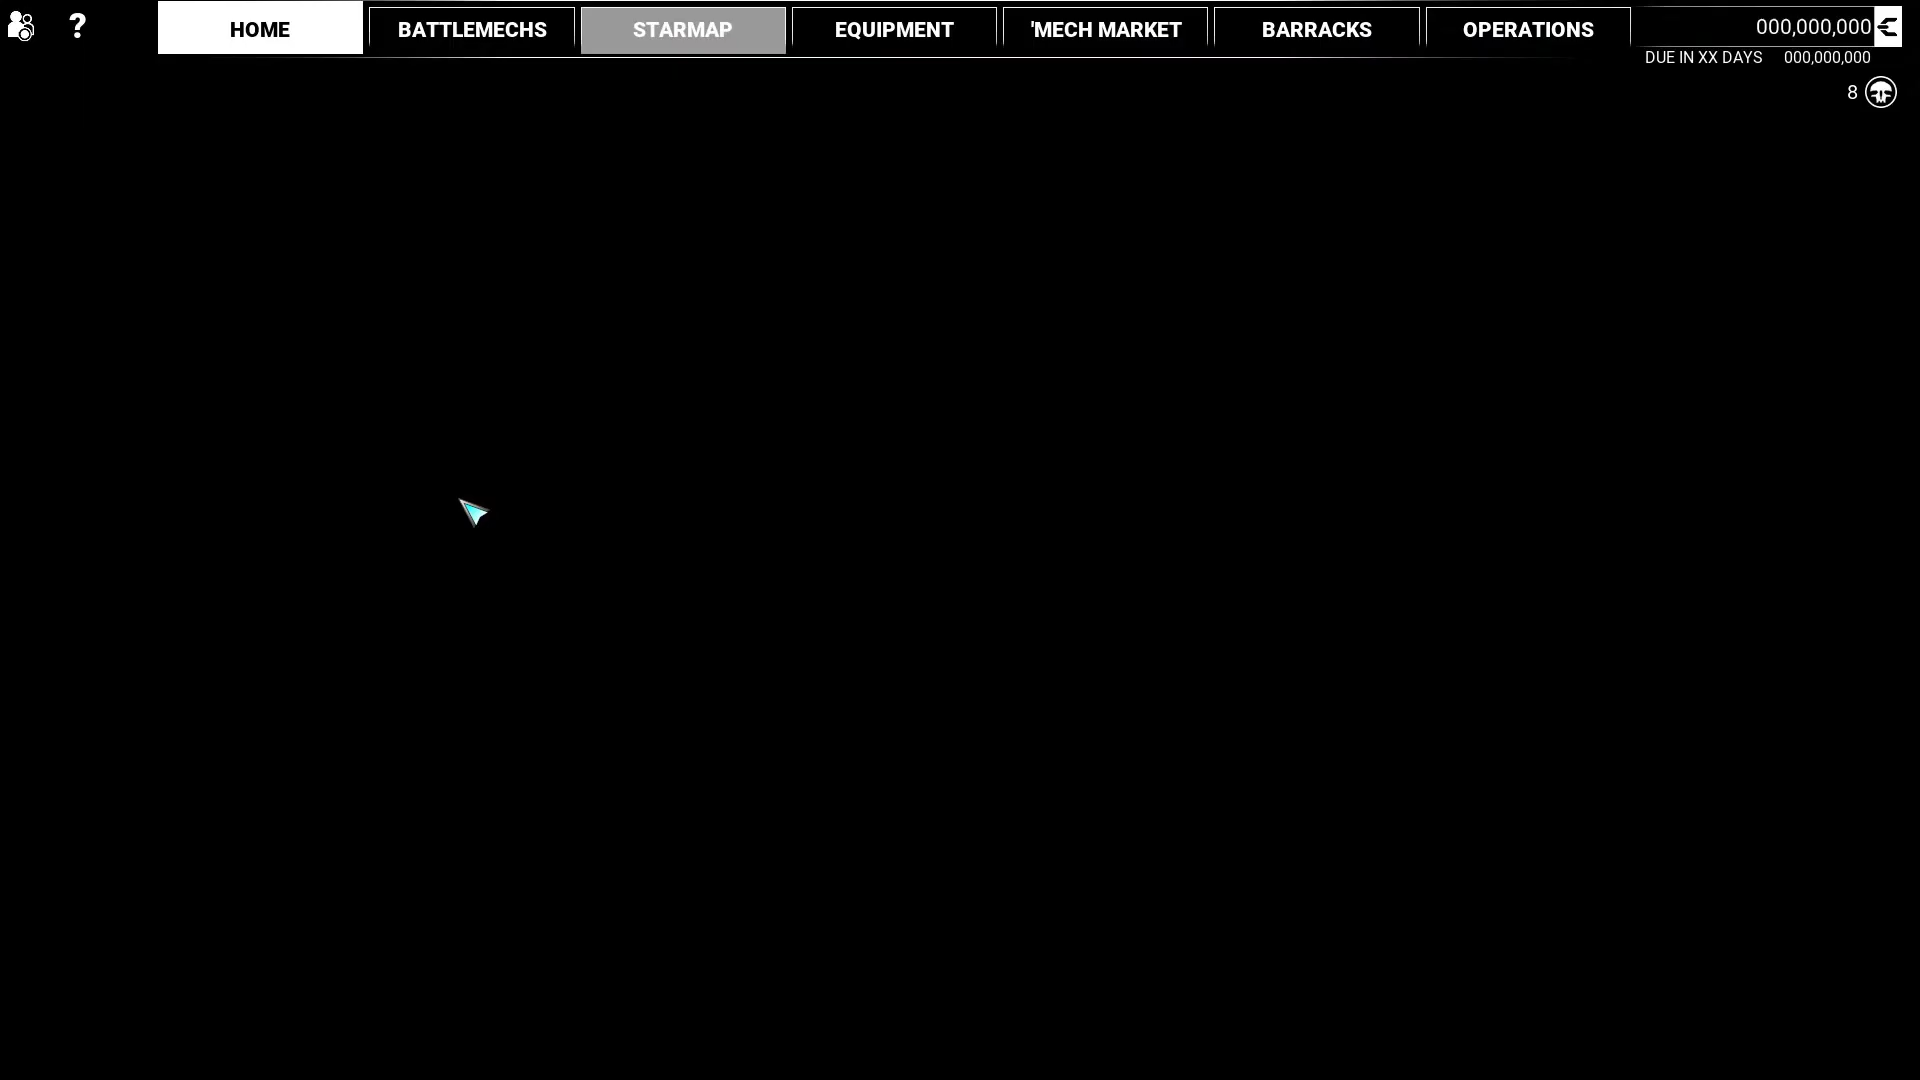 ?
HOME
BATTLEMECHS
STARMAP
EQUIPMENT
'MECH MARKET
BARRACKS
OPERATIONS
000,000,000
DUE IN XX DAYS 000,000,000
8